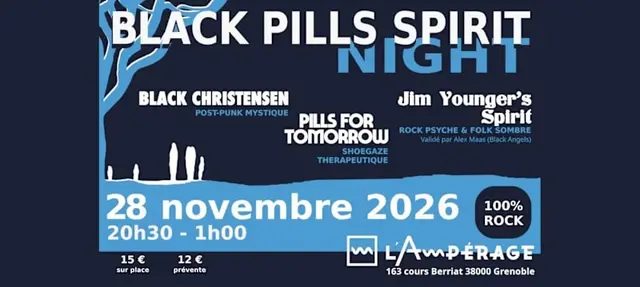 BLACK PILLS SPIRIT
NIGHT
BLACK CHRISTENSEN
POST-PUNK MYSTIQUE
PILLS FOR
TOMORROW
SHOEGAZE
THERAPEUTIQUE
Jim Younger's
Spirit
ROCK PSYCHE & FOLK SOMBRE
Validé par Alex Maas (Black Angels)
28 novembre 2026
20h30 - 1h00
100%
ROCK
15 €
sur place
12 €
prévente
L'AmPÉRAGE
163 cours Berriat 38000 Grenoble